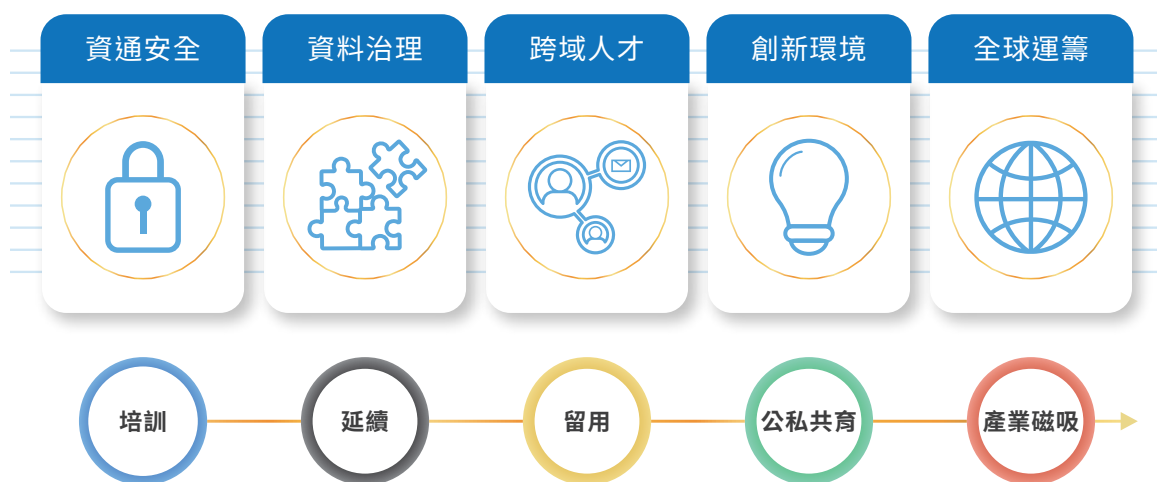 資通安全
資料治理
跨域人才
創新環境
全球運籌
培訓
延續
留用
公私共育
產業磁吸